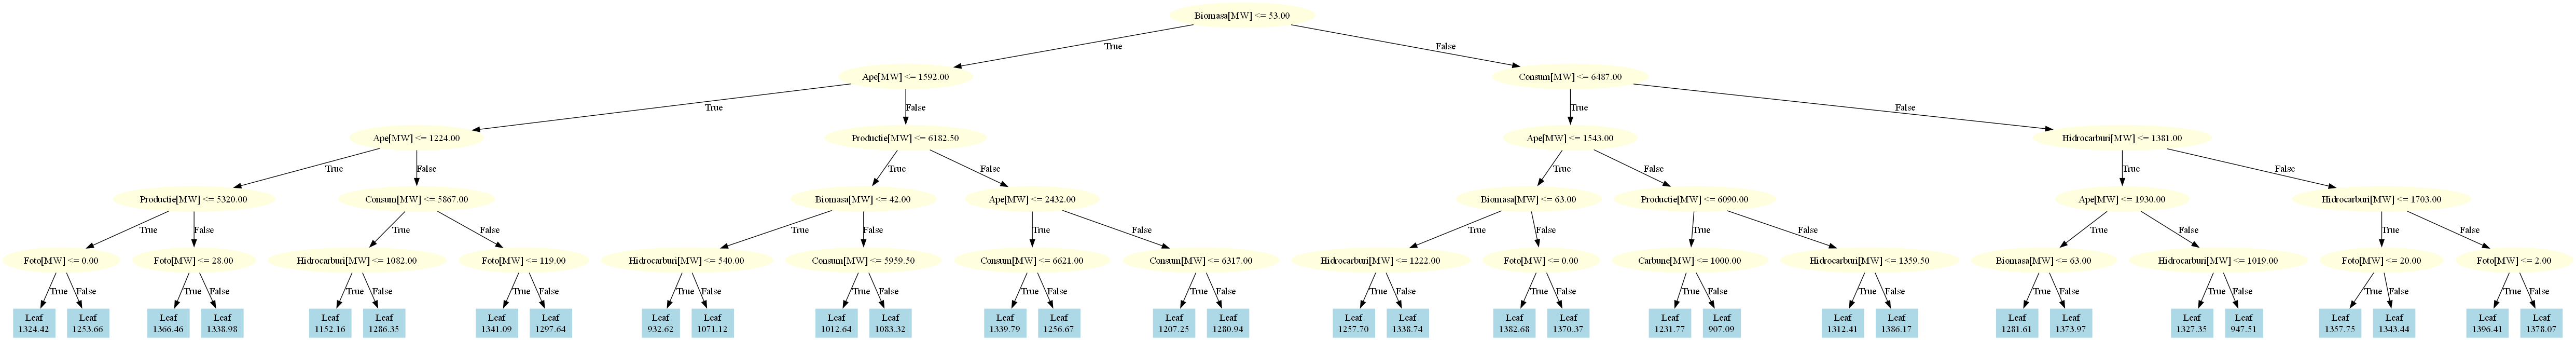 Biomasa[MW] <= 53.00
True
False
Ape[MW] <= 1592.00
Consum[MW] <= 6487.00
True
False
True
False
Ape[MW] <= 1224.00
Productie[MW] <= 6182.50
Ape[MW] <= 1543.00
Hidrocarburi[MW] <= 1381.00
True
False
True
False
True
False
True
False
Productie[MW] <= 5320.00
Consum[MW] <= 5867.00
Biomasa[MW] <= 42.00
Ape[MW] <= 2432.00
Biomasa[MW] <= 63.00
Productie[MW] <= 6090.00
Ape[MW] <= 1930.00
Hidrocarburi[MW] <= 1703.00
True
False
True
False
True
False
True
False
True
False
True
False
True
False
True
False
Foto[MW] <= 0.00
Foto[MW] <= 28.00
Hidrocarburi[MW] <= 1082.00
Foto[MW] <= 119.00
Hidrocarburi[MW] <= 540.00
Consum[MW] <= 5959.50
Consum[MW] <= 6621.00
Consum[MW] <= 6317.00
Hidrocarburi[MW] <= 1222.00
Foto[MW] <= 0.00
Carbune[MW] <= 1000.00
Hidrocarburi[MW] <= 1359.50
Biomasa[MW] <= 63.00
Hidrocarburi[MW] <= 1019.00
Foto[MW] <= 20.00
Foto[MW] <= 2.00
True
False
True
False
True
False
True
False
True
False
True
False
True
False
True
False
True
False
True
False
True
False
True
False
True
False
True
False
True
False
True
False
Leaf
1324.42
Leaf
1253.66
Leaf
1366.46
Leaf
1338.98
Leaf
1152.16
Leaf
1286.35
Leaf
1341.09
Leaf
1297.64
Leaf
932.62
Leaf
1071.12
Leaf
1012.64
Leaf
1083.32
Leaf
1339.79
Leaf
1256.67
Leaf
1207.25
Leaf
1280.94
Leaf
1257.70
Leaf
1338.74
Leaf
1382.68
Leaf
1370.37
Leaf
1231.77
Leaf
907.09
Leaf
1312.41
Leaf
1386.17
Leaf
1281.61
Leaf
1373.97
Leaf
1327.35
Leaf
947.51
Leaf
1357.75
Leaf
1343.44
Leaf
1396.41
Leaf
1378.07